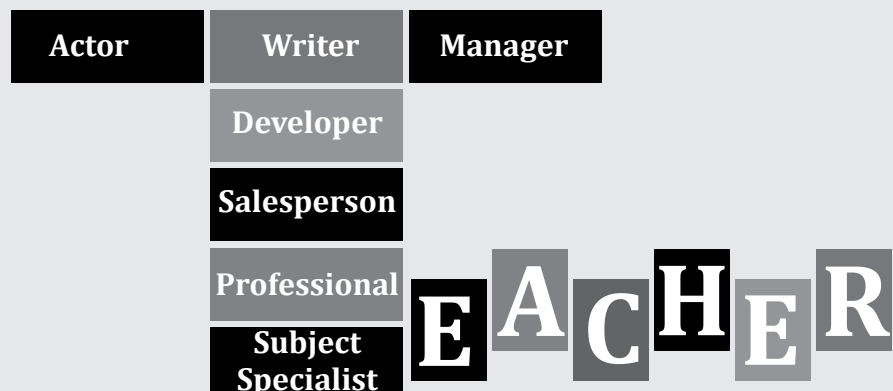 Actor Writer Manager
Developer
Salesperson
Professional
Subject
Specialist
EACHER